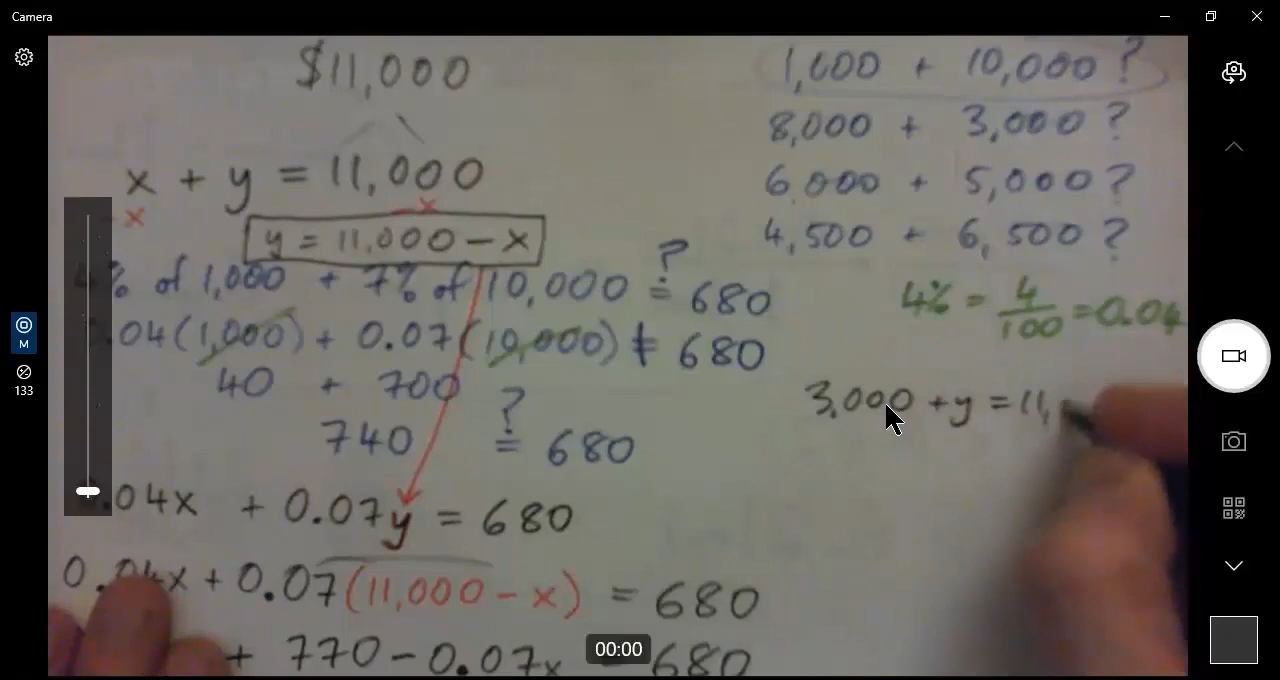 Camera
$11,000
x + y = 11,000
-x -x
y = 11,000 - x
4% of 1,000 + 7% of 10,000 ≟ 680
0.04(1,000) + 0.07(10,000) ≠ 680
40 + 700
740 ≟ 680
0.04x + 0.07y = 680
0.04x + 0.07(11,000 - x) = 680
+ 770 - 0.07x = 680
1,000 + 10,000?
8,000 + 3,000?
6,000 + 5,000?
4,500 + 6,500?
4% = 4/100 = 0.04
3,000 + y = 11,
M
133
00:00